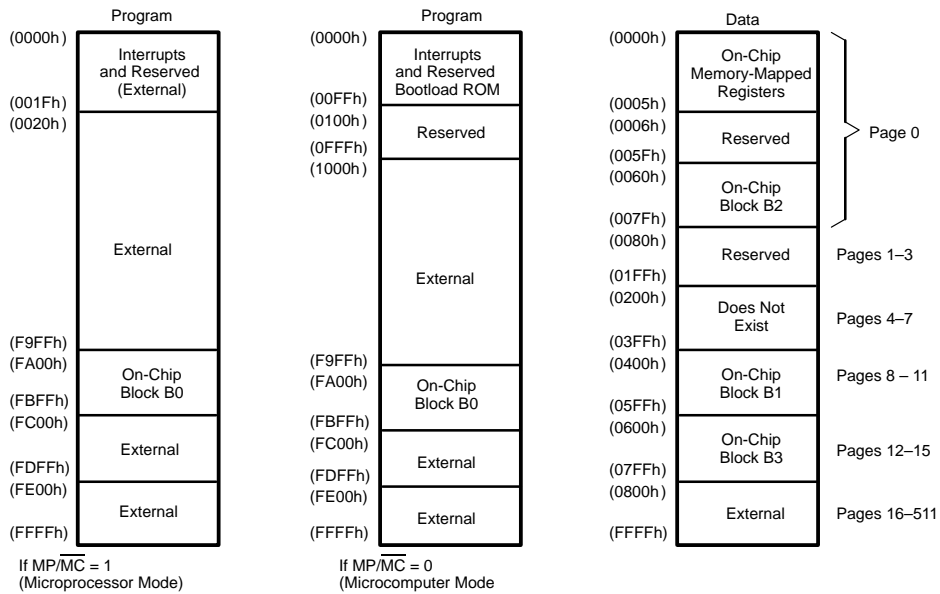 Program
(0000h)
Interrupts
and Reserved
(External)
(001Fh)
(0020h)
External
(F9FFh)
(FA00h)
On-Chip
Block B0
(FBFFh)
(FC00h)
External
(FDFFh)
(FE00h)
External
(FFFFh)
If MP/M̅C̅ = 1
(Microprocessor Mode)
Program
(0000h)
Interrupts
and Reserved
Bootload ROM
(00FFh)
(0100h)
Reserved
(0FFFh)
(1000h)
External
(F9FFh)
(FA00h)
On-Chip
Block B0
(FBFFh)
(FC00h)
External
(FDFFh)
(FE00h)
External
(FFFFh)
If MP/M̅C̅ = 0
(Microcomputer Mode
Data
(0000h)
On-Chip
Memory-Mapped
Registers
(0005h)
(0006h)
Reserved
(005Fh)
(0060h)
On-Chip
Block B2
(007Fh)
Page 0
(0080h)
Reserved
Pages 1–3
(01FFh)
(0200h)
Does Not
Exist
Pages 4–7
(03FFh)
(0400h)
On-Chip
Block B1
Pages 8 – 11
(05FFh)
(0600h)
On-Chip
Block B3
Pages 12–15
(07FFh)
(0800h)
External
Pages 16–511
(FFFFh)